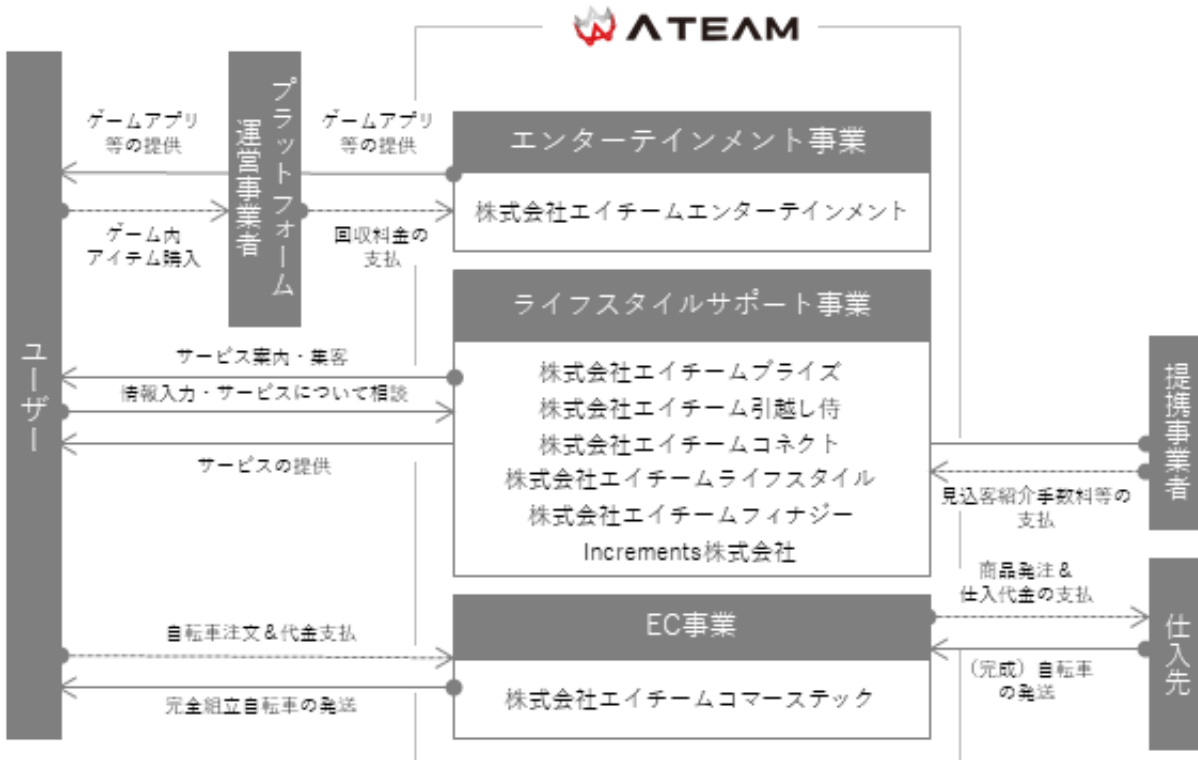 ATEAM
ユーザー
プラットフォーム
運営事業者
ゲームアプリ
等の提供
ゲームアプリ
等の提供
ゲーム内
アイテム購入
回収料金の
支払
エンターテインメント事業
株式会社エイチームエンターテインメント
ライフスタイルサポート事業
株式会社エイチームブライズ
株式会社エイチーム引越し侍
株式会社エイチームコネクト
株式会社エイチームライフスタイル
株式会社エイチームフィナジー
Increments株式会社
サービス案内・集客
情報入力・サービスについて相談
サービスの提供
提携事業者
見込客紹介手数料等の
支払
EC事業
株式会社エイチームコマーステック
自転車注文&代金支払
完全組立自転車の発送
商品発注&
仕入代金の支払
(完成)自転車
の発送
仕入先